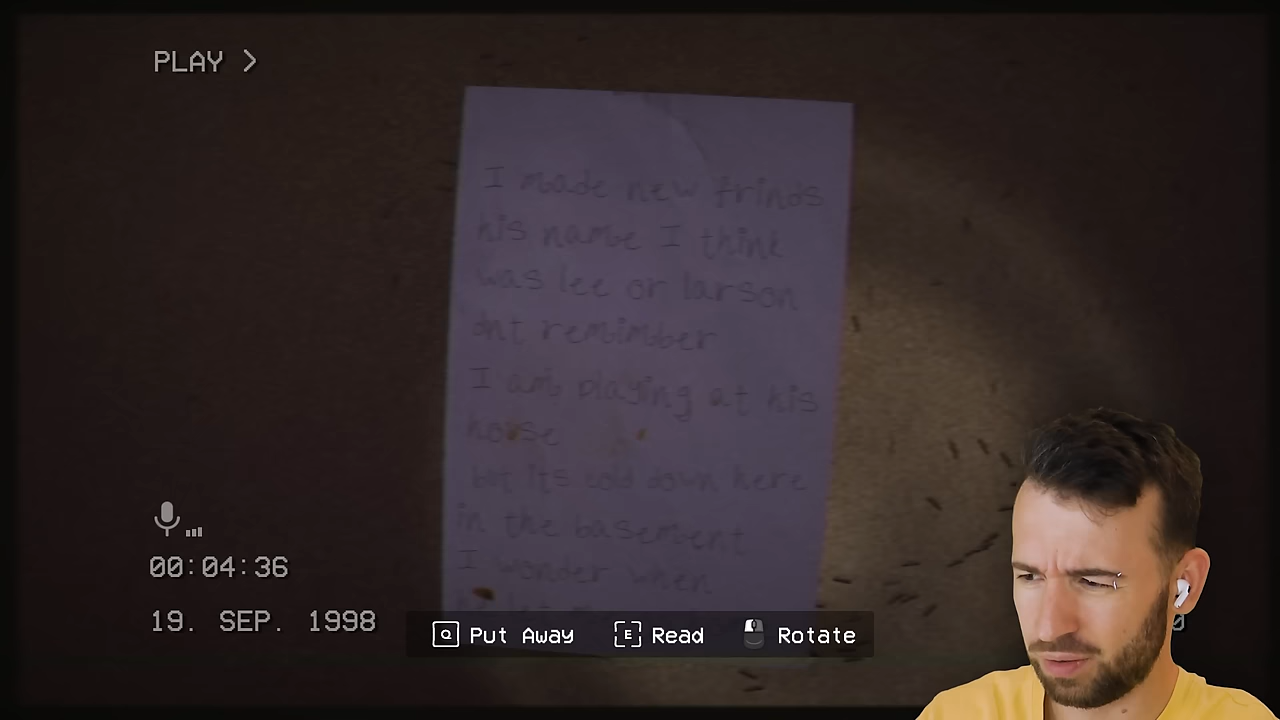 PLAY >
I made new frinds
his name I think
was lee or larson
dnt remimber
I am playing at his
house
but its cold down here
in the basement
I wonder when
00:04:36
19. SEP. 1998
Q Put Away E Read Rotate